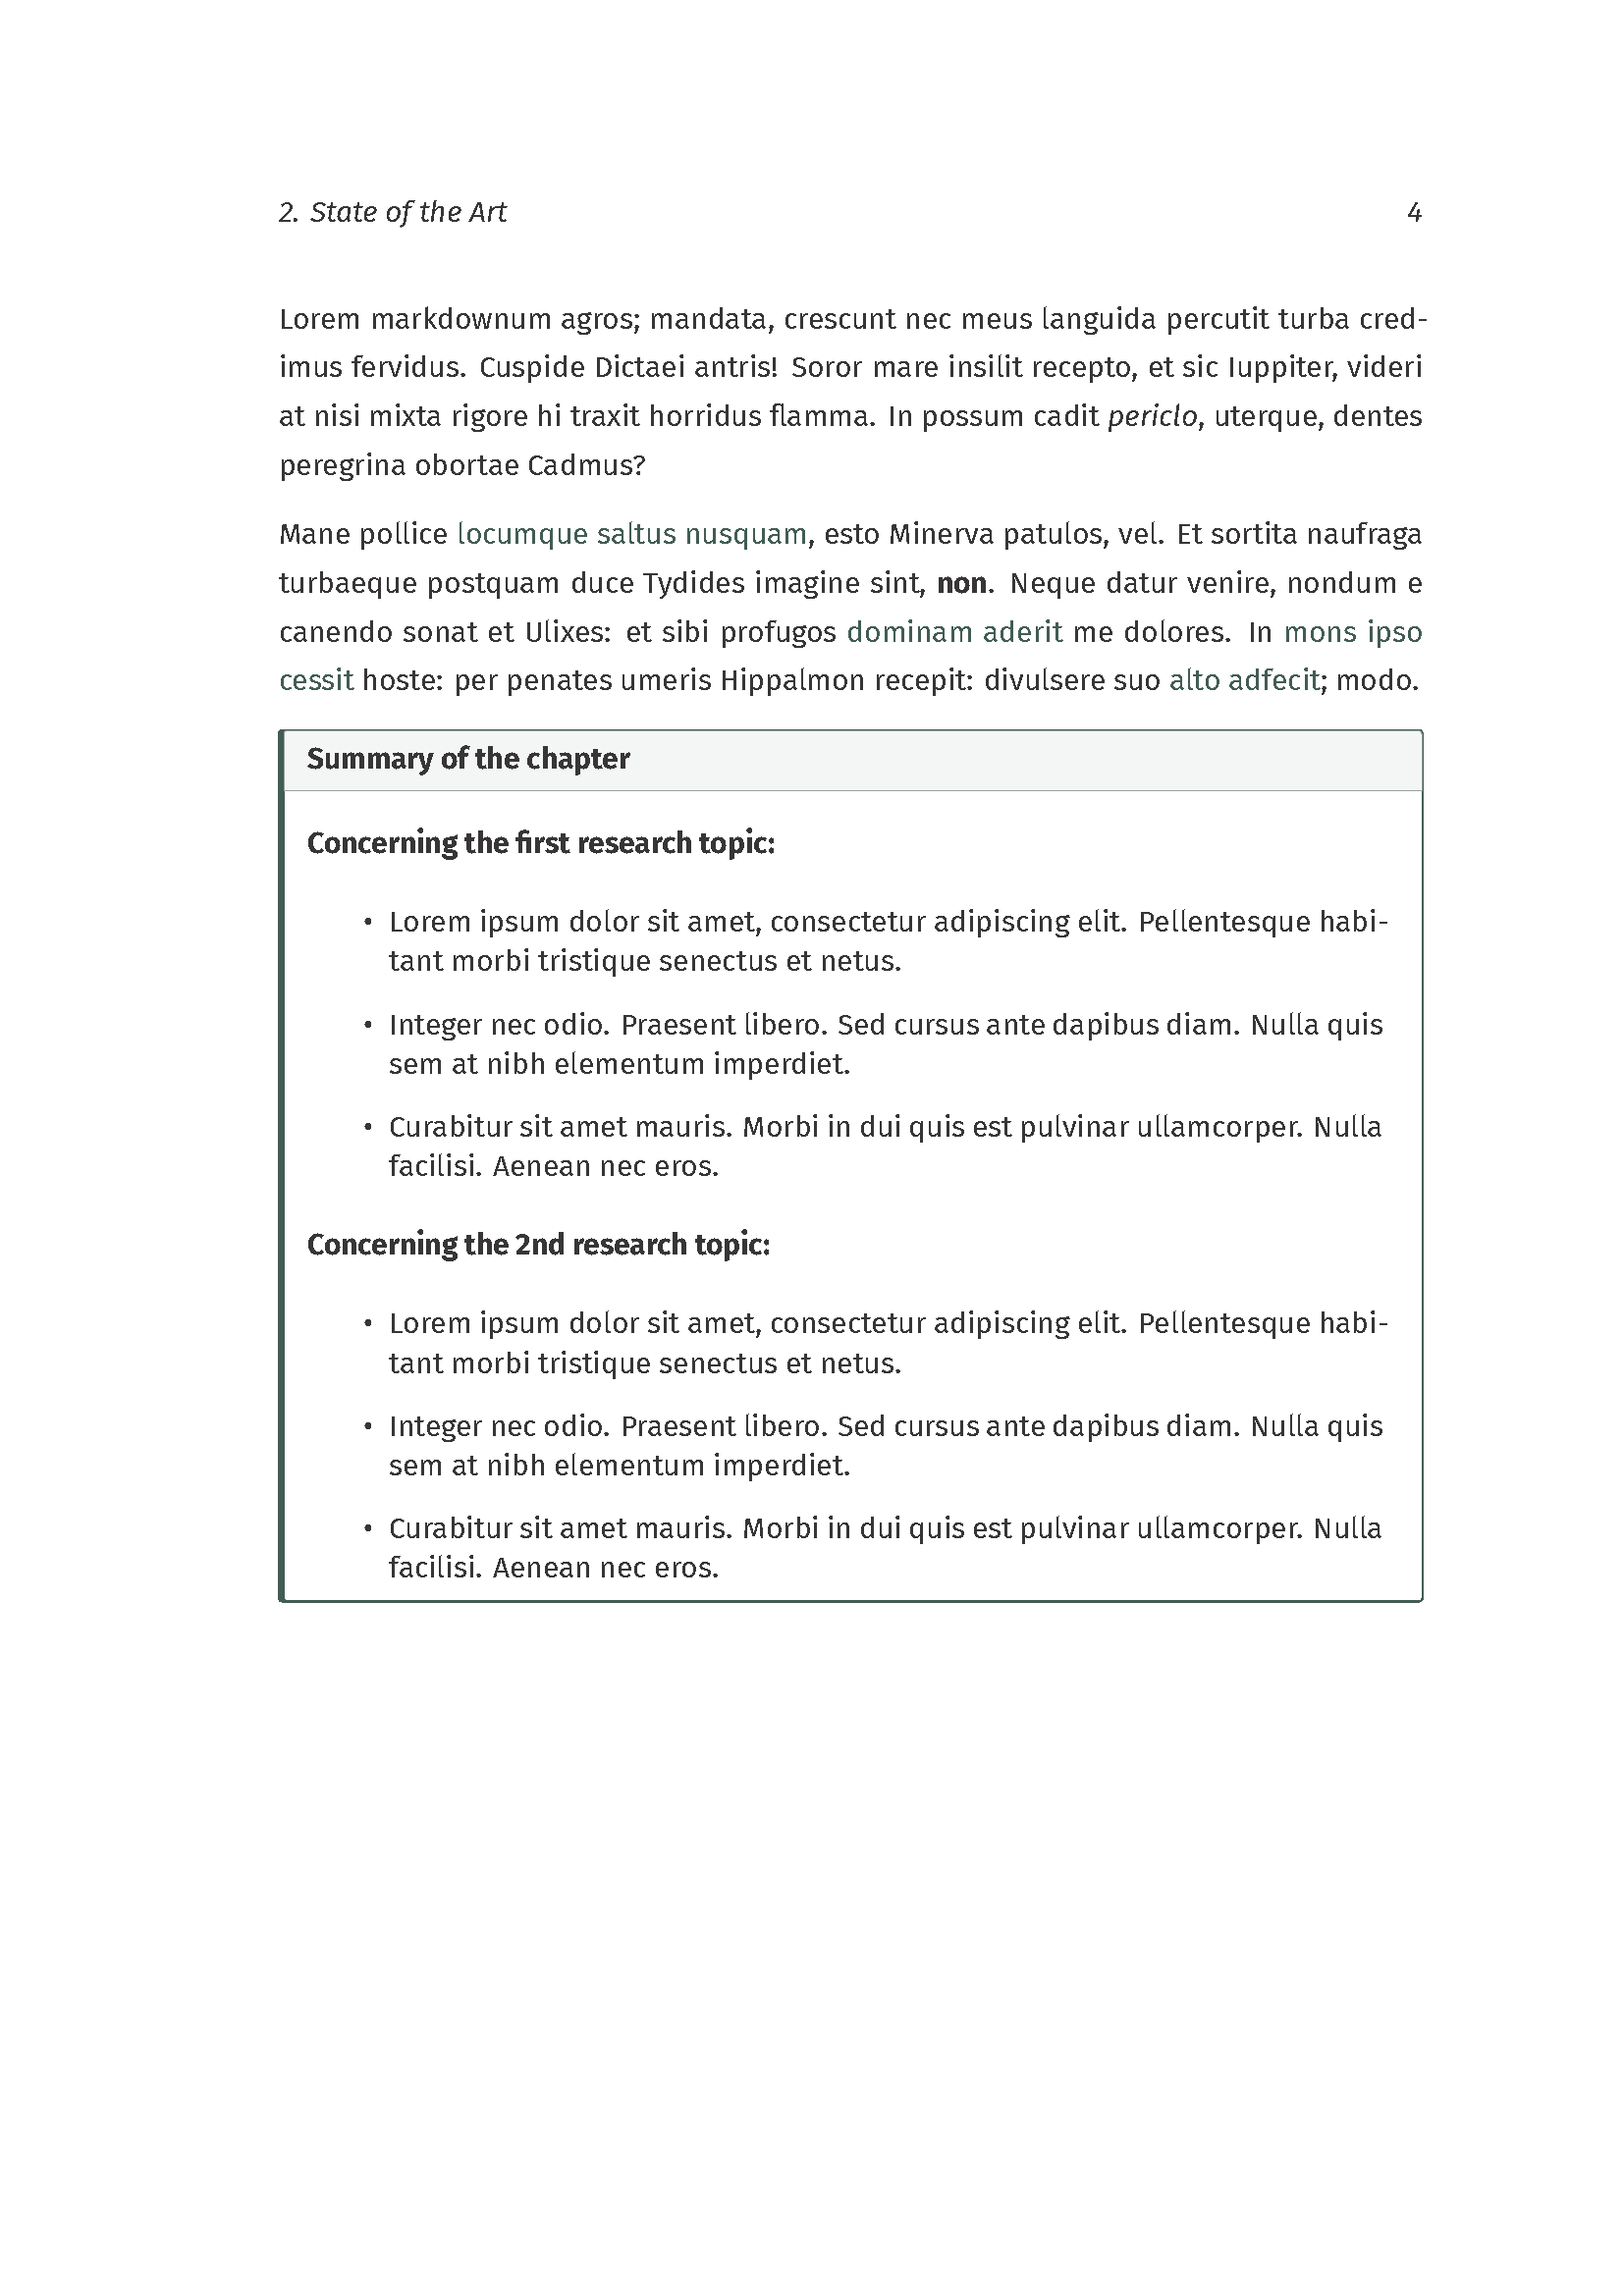 2. State of the Art 4
Lorem markdownum agros; mandata, crescunt nec meus languida percutit turba cred-
imus fervidus. Cuspide Dictaei antris! Soror mare insilit recepto, et sic Iuppiter, videri
at nisi mixta rigore hi traxit horridus flamma. In possum cadit periclo, uterque, dentes
peregrina obortae Cadmus?
Mane pollice locumque saltus nusquam, esto Minerva patulos, vel. Et sortita naufraga
turbaeque postquam duce Tydides imagine sint, non. Neque datur venire, nondum e
canendo sonat et Ulixes: et sibi profugos dominam aderit me dolores. In mons ipso
cessit hoste: per penates umeris Hippalmon recepit: divulsere suo alto adfecit; modo.
Summary of the chapter
Concerning the first research topic:
• Lorem ipsum dolor sit amet, consectetur adipiscing elit. Pellentesque habi-
tant morbi tristique senectus et netus.
• Integer nec odio. Praesent libero. Sed cursus ante dapibus diam. Nulla quis
sem at nibh elementum imperdiet.
• Curabitur sit amet mauris. Morbi in dui quis est pulvinar ullamcorper. Nulla
facilisi. Aenean nec eros.
Concerning the 2nd research topic:
• Lorem ipsum dolor sit amet, consectetur adipiscing elit. Pellentesque habi-
tant morbi tristique senectus et netus.
• Integer nec odio. Praesent libero. Sed cursus ante dapibus diam. Nulla quis
sem at nibh elementum imperdiet.
• Curabitur sit amet mauris. Morbi in dui quis est pulvinar ullamcorper. Nulla
facilisi. Aenean nec eros.